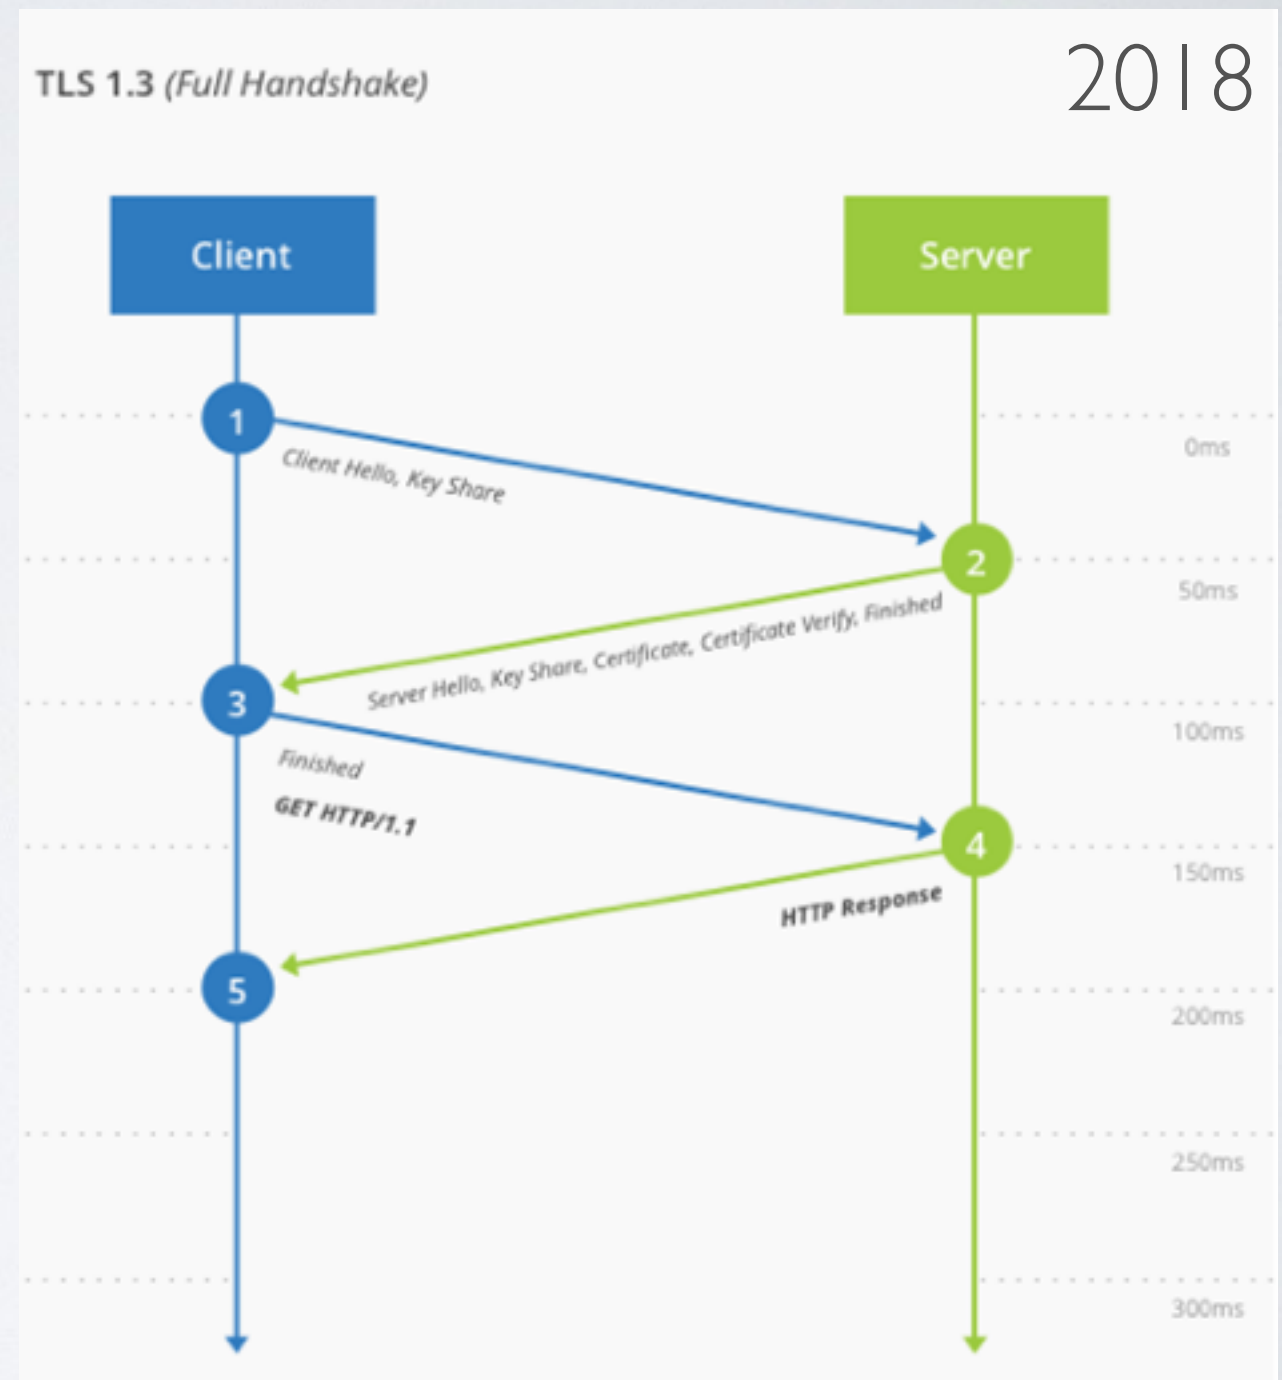 TLS 1.3 (Full Handshake)
2018
Client
Server
1
Client Hello, Key Share
0ms
2
50ms
Server Hello, Key Share, Certificate, Certificate Verify, Finished
3
100ms
Finished
GET HTTP/1.1
4
150ms
HTTP Response
5
200ms
250ms
300ms